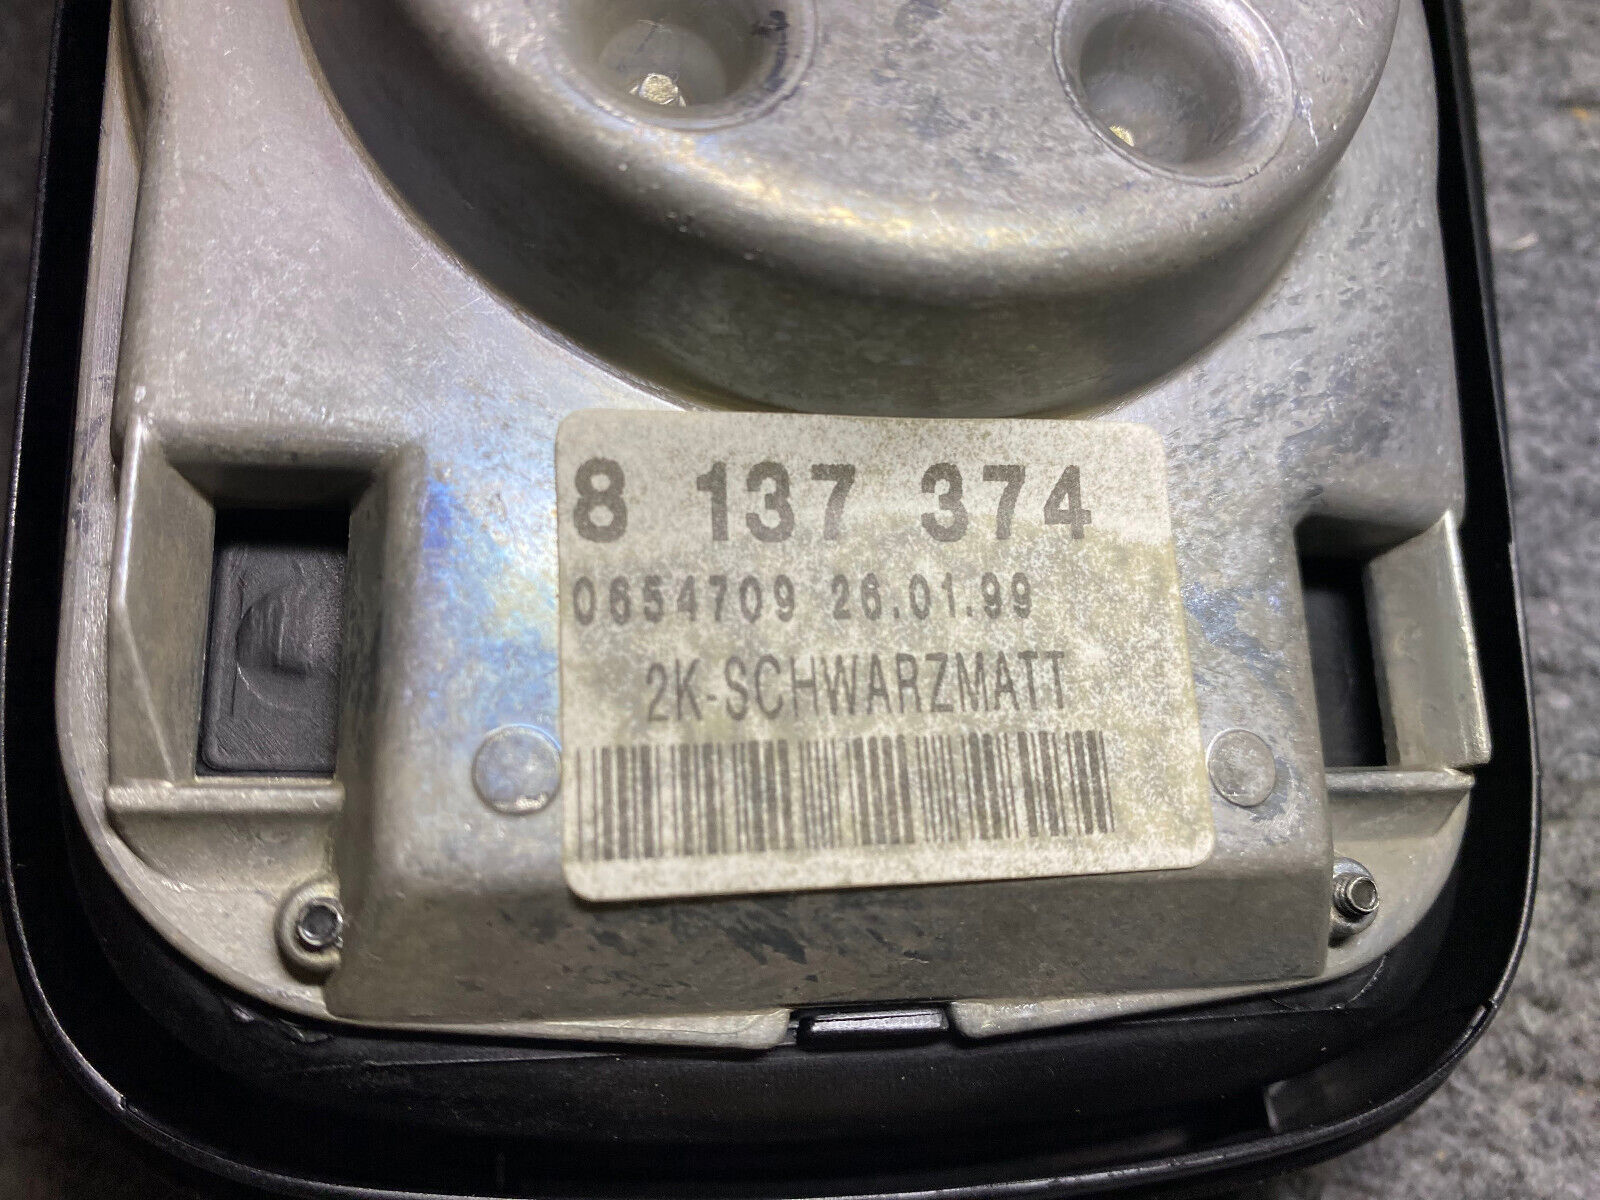 8 137 374
0654709 26.01.99
2K-SCHWARZMATT